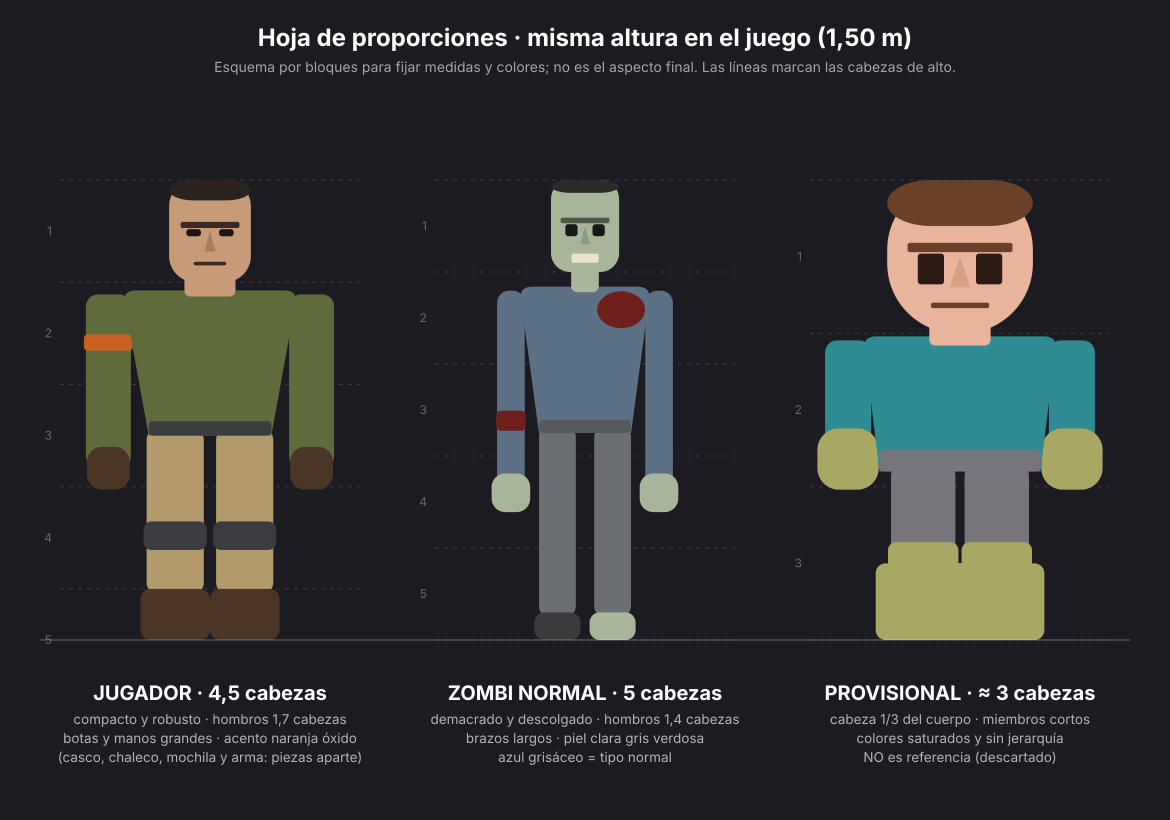 Hoja de proporciones · misma altura en el juego (1,50 m)
Esquema por bloques para fijar medidas y colores; no es el aspecto final. Las líneas marcan las cabezas de alto.
1
2
3
4
5
1
2
3
4
5
1
2
3
JUGADOR · 4,5 cabezas
compacto y robusto · hombros 1,7 cabezas
botas y manos grandes · acento naranja óxido
(casco, chaleco, mochila y arma: piezas aparte)
ZOMBI NORMAL · 5 cabezas
demacrado y descolgado · hombros 1,4 cabezas
brazos largos · piel clara gris verdosa
azul grisáceo = tipo normal
PROVISIONAL · ≈ 3 cabezas
cabeza 1/3 del cuerpo · miembros cortos
colores saturados y sin jerarquía
NO es referencia (descartado)